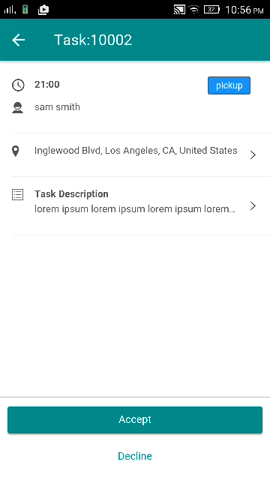 10:56 PM
Task:10002
21:00
pickup
sam smith
Inglewood Blvd, Los Angeles, CA, United States
Task Description
lorem ipsum lorem ipsum lorem ipsum lorem...
Accept
Decline